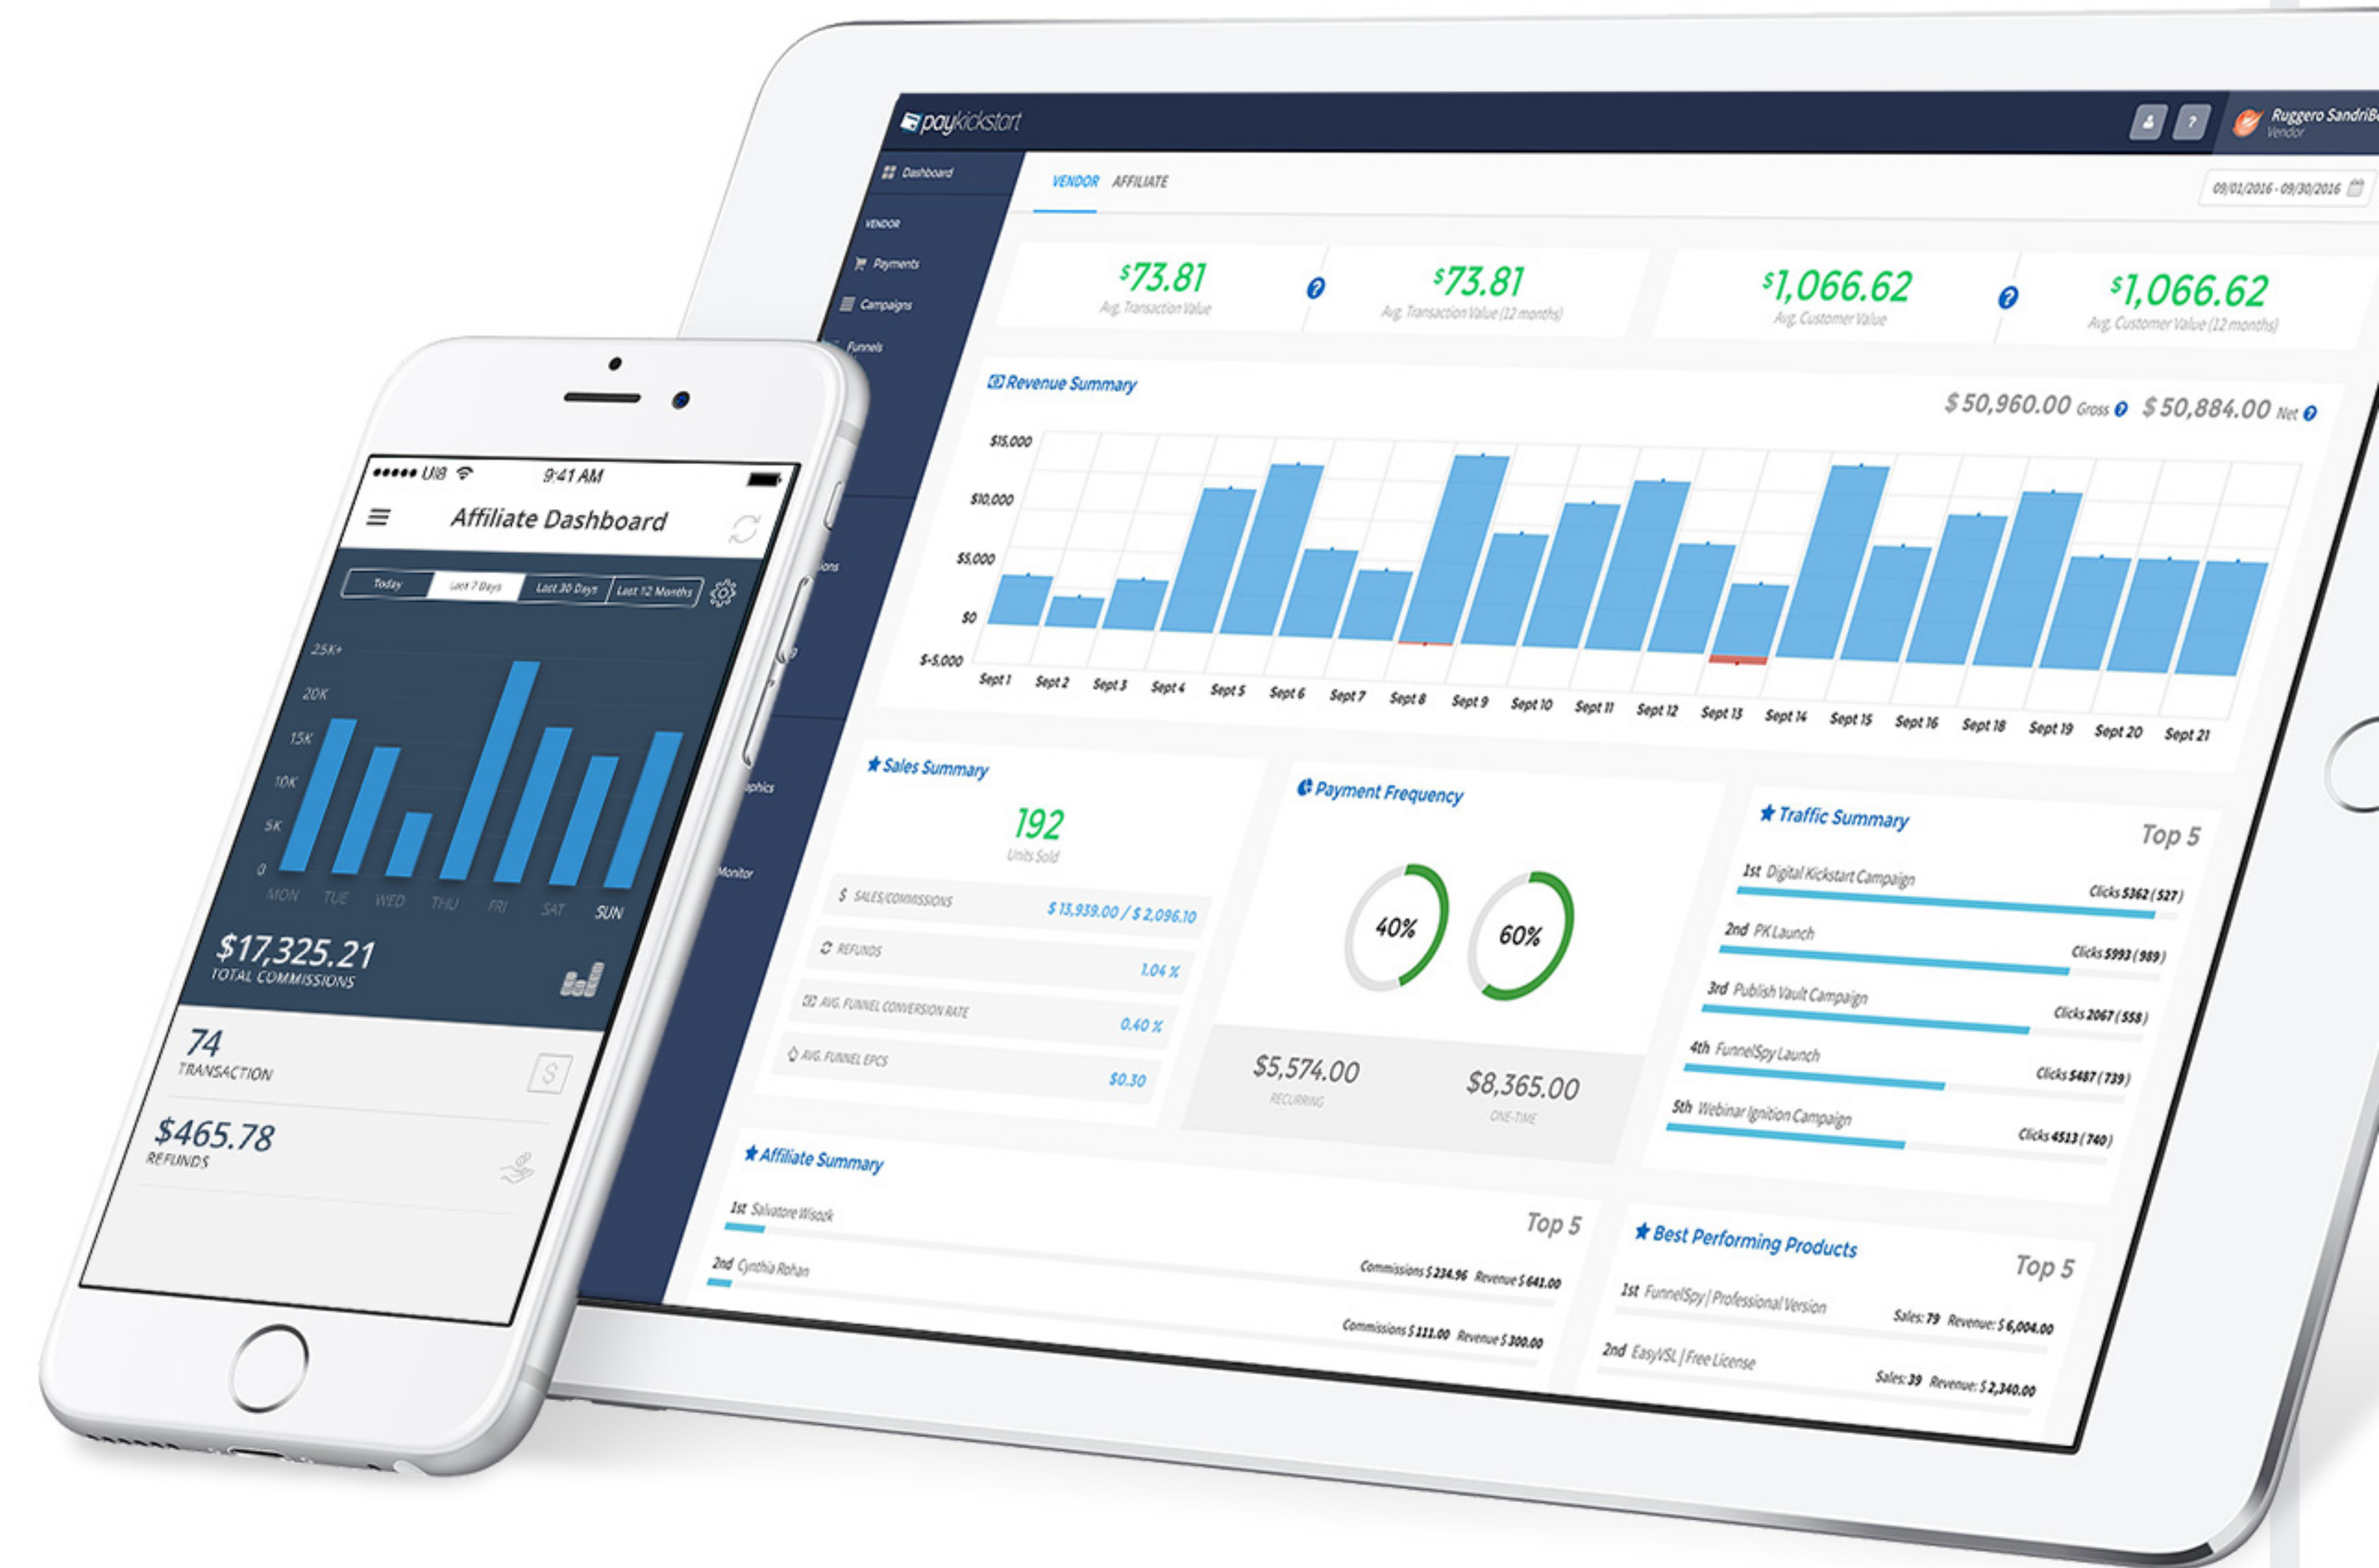 UI8 9:41 AM
Affiliate Dashboard
Today Last 7 Days Last 30 Days Last 12 Months
25K+
20K
15K
10K
5K
0
MON TUE WED THU FRI SAT SUN
$17,325.21
TOTAL COMMISSIONS
74
TRANSACTION
$465.78
REFUNDS
paykickstart
Ruggero
Vendor
Dashboard
VENDOR
Payments
Campaigns
Funnels
Monitor
VENDOR AFFILIATE
09/01/2016 - 09/30/2016
$73.81
Avg. Transaction Value
$73.81
Avg. Transaction Value (12 months)
$1,066.62
Avg. Customer Value
$1,066.62
Avg. Customer Value (12 months)
Revenue Summary
$ 50,960.00 Gross ? $ 50,884.00 Net ?
$15,000
$10,000
$5,000
$0
$-5,000
Sept 1 Sept 2 Sept 3 Sept 4 Sept 5 Sept 6 Sept 7 Sept 8 Sept 9 Sept 10 Sept 11 Sept 12 Sept 13 Sept 14 Sept 15 Sept 16 Sept 18 Sept 19 Sept 20 Sept 21
Sales Summary
192
Units Sold
$ SALES/COMMISSIONS $ 13,939.00 / $ 2,096.10
REFUNDS 1.04 %
AVG. FUNNEL CONVERSION RATE 0.40 %
AVG. FUNNEL EPCS $0.30
Payment Frequency
40% 60%
$5,574.00
RECURRING
$8,365.00
ONE-TIME
Traffic Summary
Top 5
1st Digital Kickstart Campaign Clicks 5362 ( 527 )
2nd PK Launch Clicks 5993 ( 989 )
3rd Publish Vault Campaign Clicks 2067 ( 558 )
4th FunnelSpy Launch Clicks 5487 ( 739 )
5th Webinar Ignition Campaign Clicks 4513 ( 740 )
Affiliate Summary
Top 5
1st Salvatore Wisozk Commissions $ 234.96 Revenue $ 641.00
2nd Cynthia Rohan Commissions $ 111.00 Revenue $ 300.00
Best Performing Products
Top 5
1st FunnelSpy | Professional Version Sales: 79 Revenue: $ 6,004.00
2nd EasyVSL | Free License Sales: 39 Revenue: $ 2,340.00